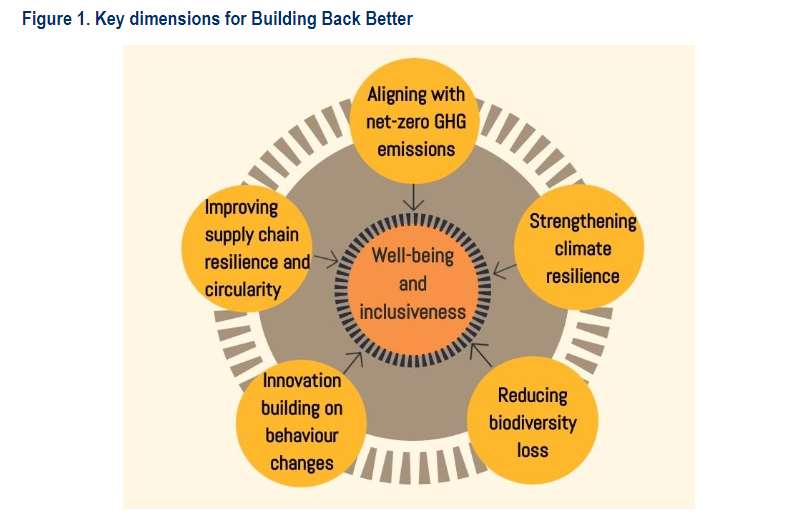 Figure 1. Key dimensions for Building Back Better
Aligning with
net-zero GHG
emissions
Improving
supply chain
resilience and
circularity
Strengthening
climate
resilience
Well-being
and
inclusiveness
Innovation
building on
behaviour
changes
Reducing
biodiversity
loss